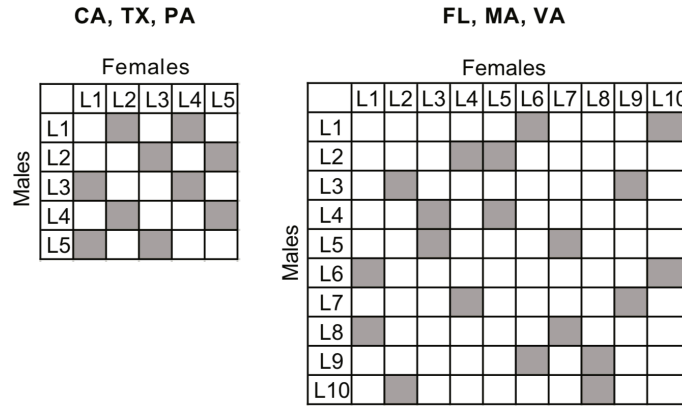 CA, TX, PA
Females
L1 L2 L3 L4 L5
Males
L1
L2
L3
L4
L5
FL, MA, VA
Females
L1 L2 L3 L4 L5 L6 L7 L8 L9 L10
Males
L1
L2
L3
L4
L5
L6
L7
L8
L9
L10